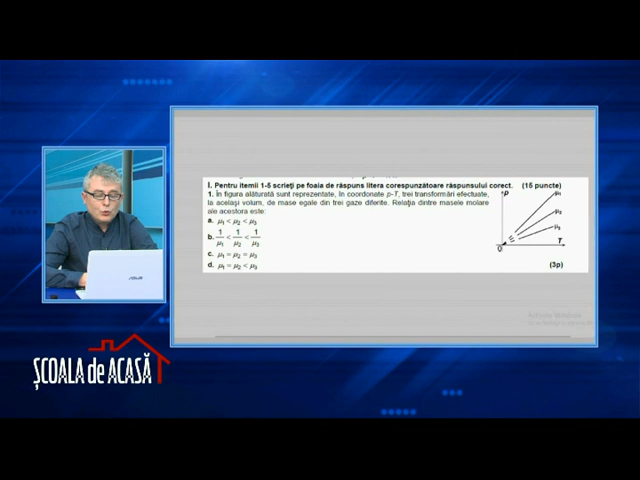 I. Pentru itemii 1-5 scrieți pe foaia de răspuns litera corespunzătoare răspunsului corect. (15 puncte)
1. În figura alăturată sunt reprezentate, în coordonate p-T, trei transformări efectuate,
la același volum, de mase egale din trei gaze diferite. Relația dintre masele molare
ale acestora este:
a. μ₁ < μ₂ < μ₃
b. 1/μ₁ < 1/μ₂ < 1/μ₃
c. μ₁ = μ₂ = μ₃
d. μ₁ = μ₂ < μ₃
(3p)
p
μ₁
μ₂
μ₃
T
0
ASUS
ȘCOALA de ACASĂ